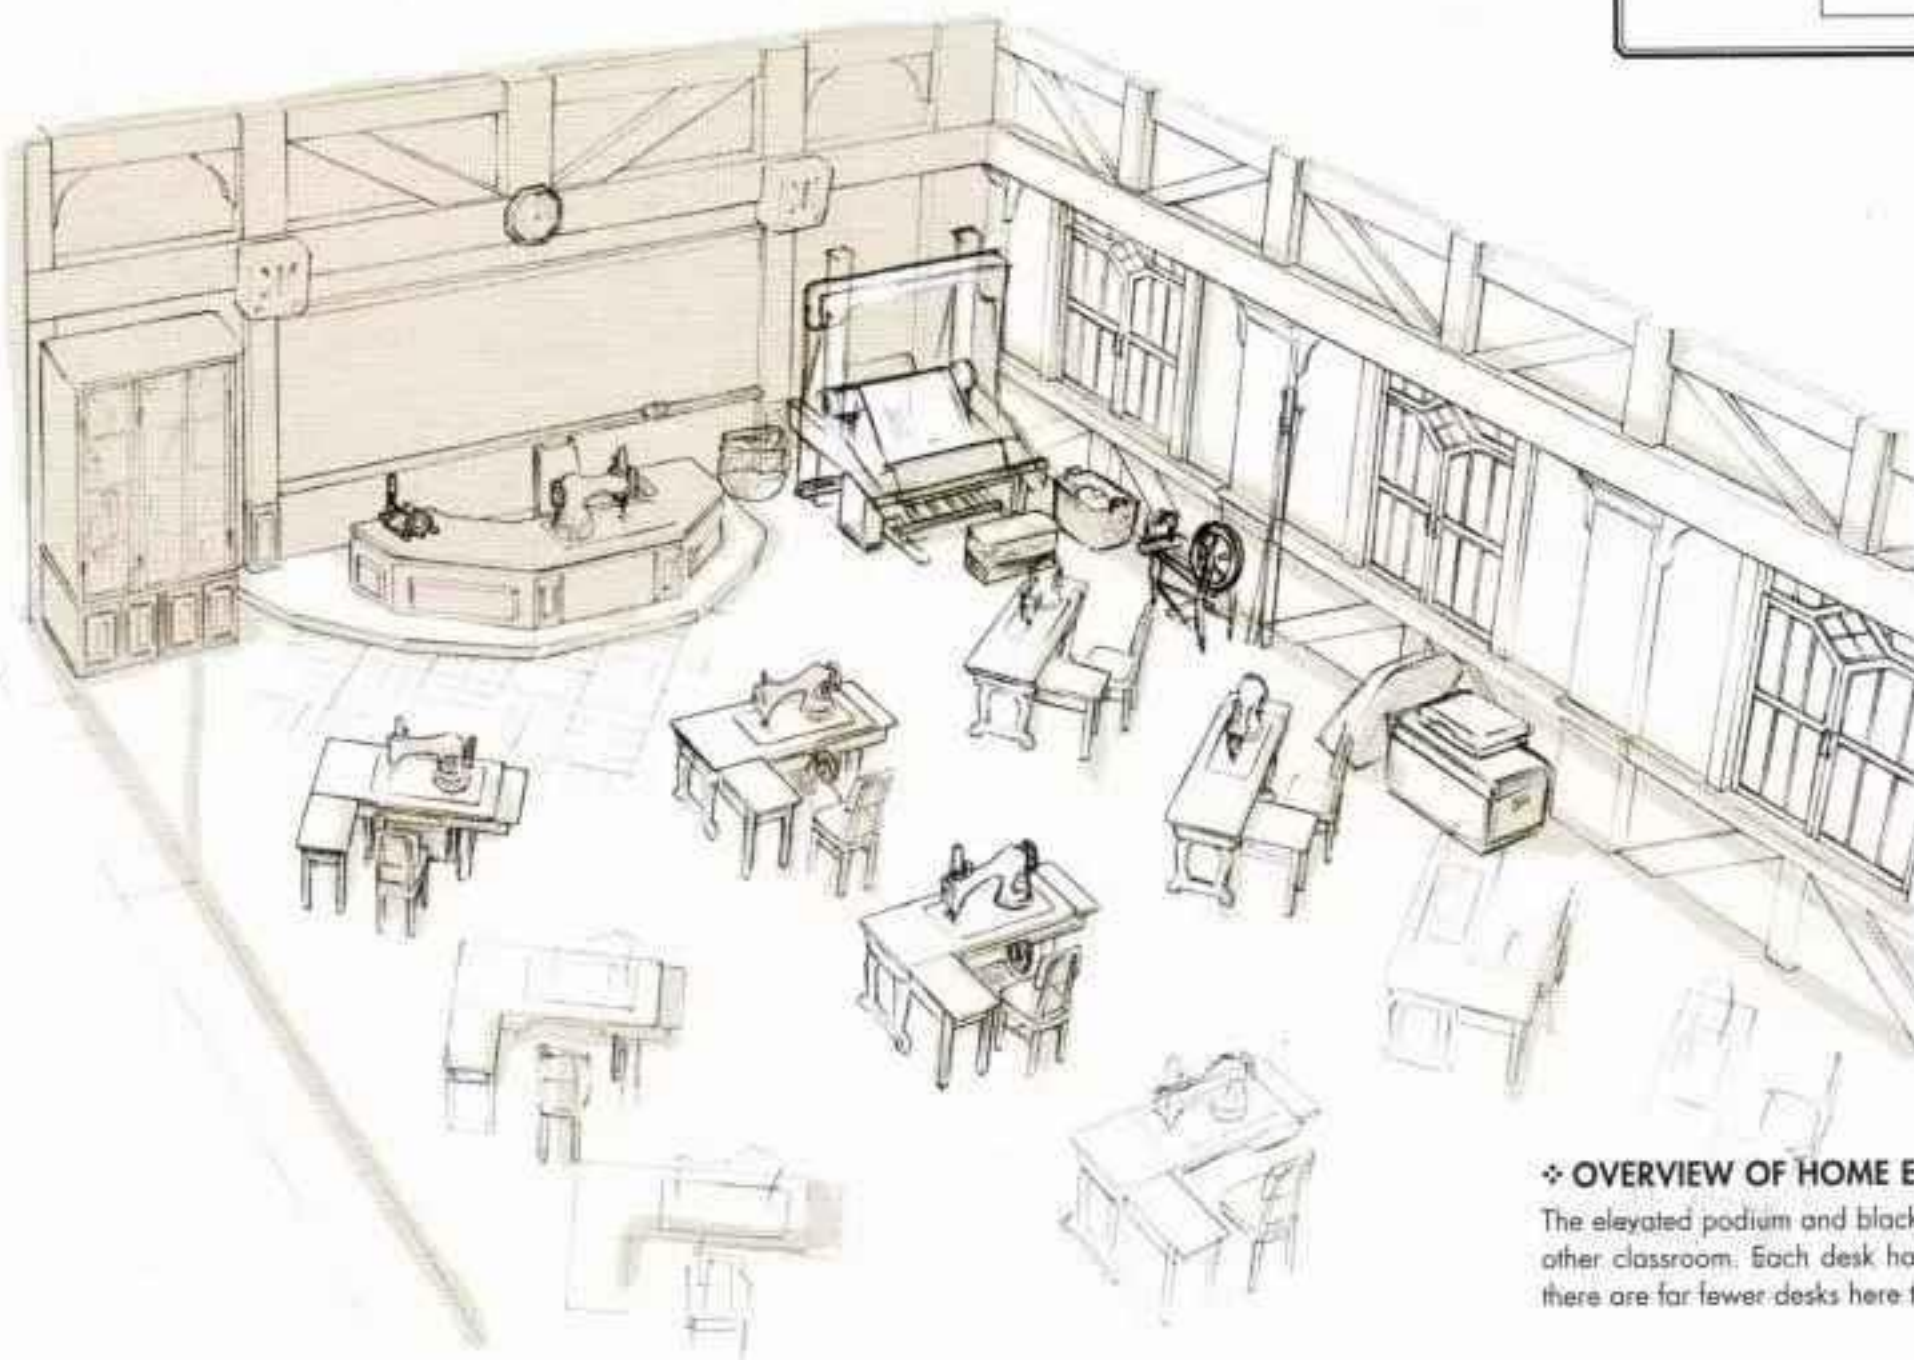 ❖ OVERVIEW OF HOME E
The elevated podium and black
other classroom. Each desk ha
there are far fewer desks here t